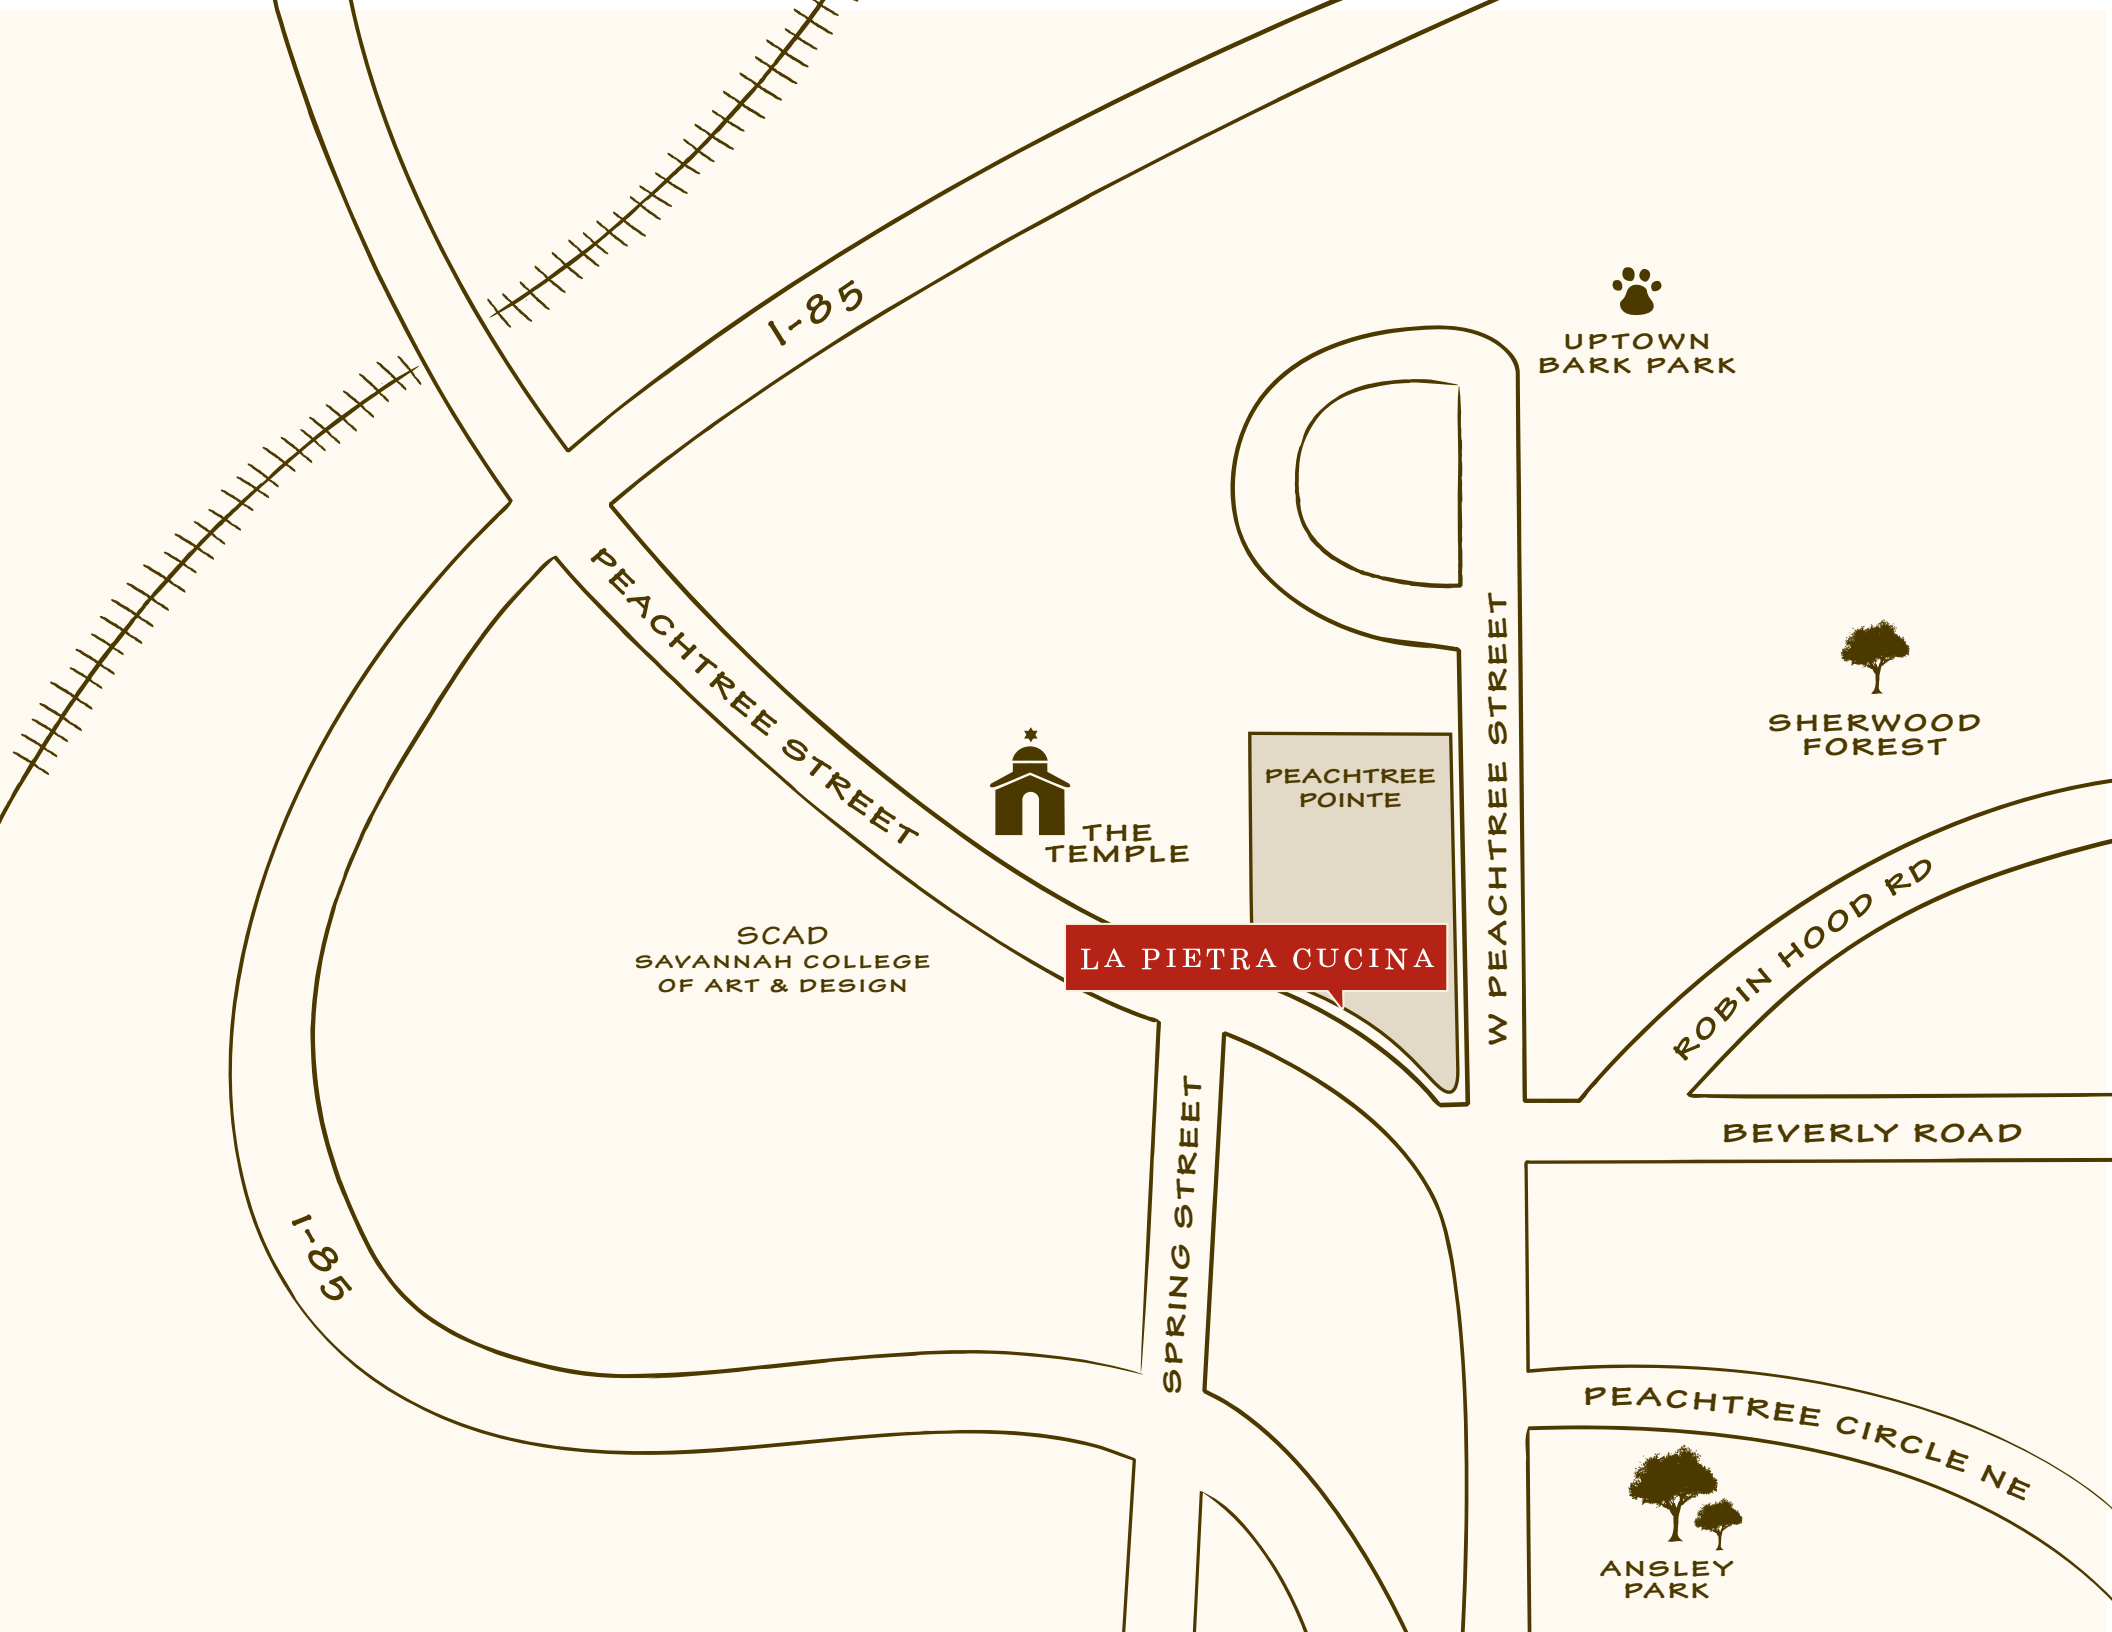 I-85
UPTOWN
BARK PARK
PEACHTREE STREET
W PEACHTREE STREET
SHERWOOD
FOREST
PEACHTREE
POINTE
THE
TEMPLE
ROBIN HOOD RD
SCAD
SAVANNAH COLLEGE
OF ART & DESIGN
LA PIETRA CUCINA
BEVERLY ROAD
SPRING STREET
I-85
PEACHTREE CIRCLE NE
ANSLEY
PARK